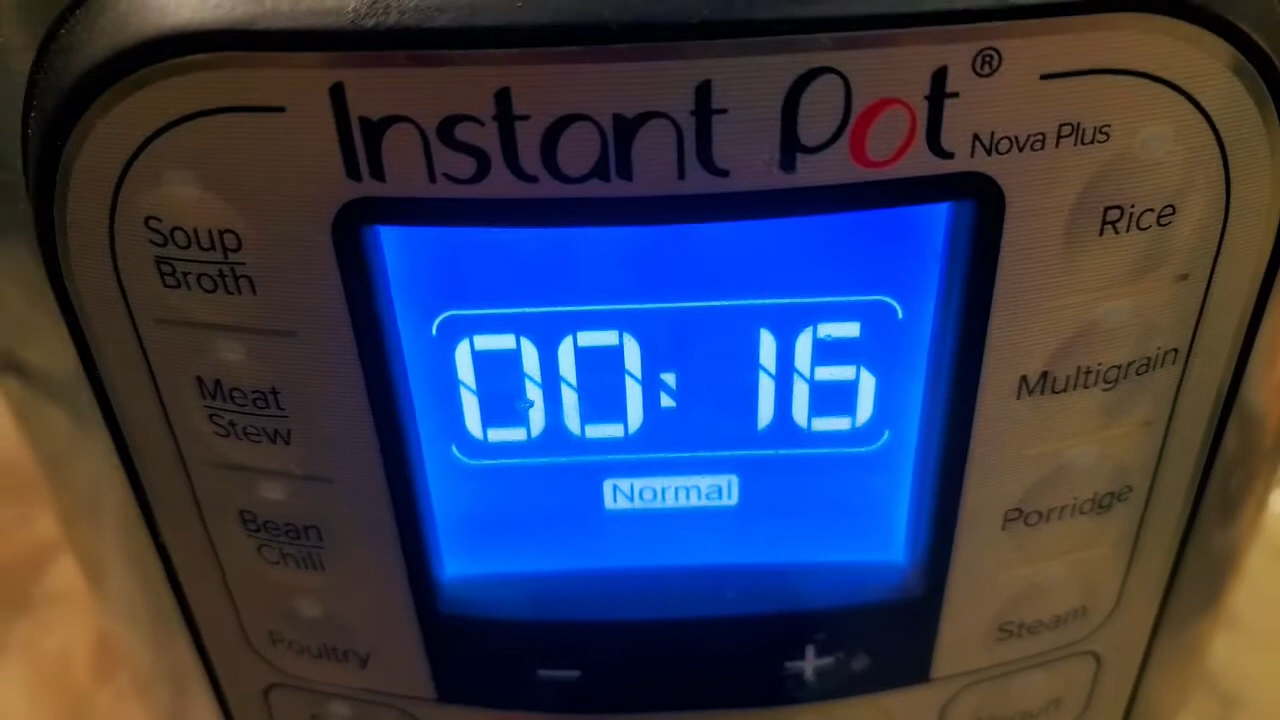 Instant Pot®
Nova Plus
Soup
Broth
Meat
Stew
Bean
Chili
Poultry
00:16
Normal
- +
Rice
Multigrain
Porridge
Steam